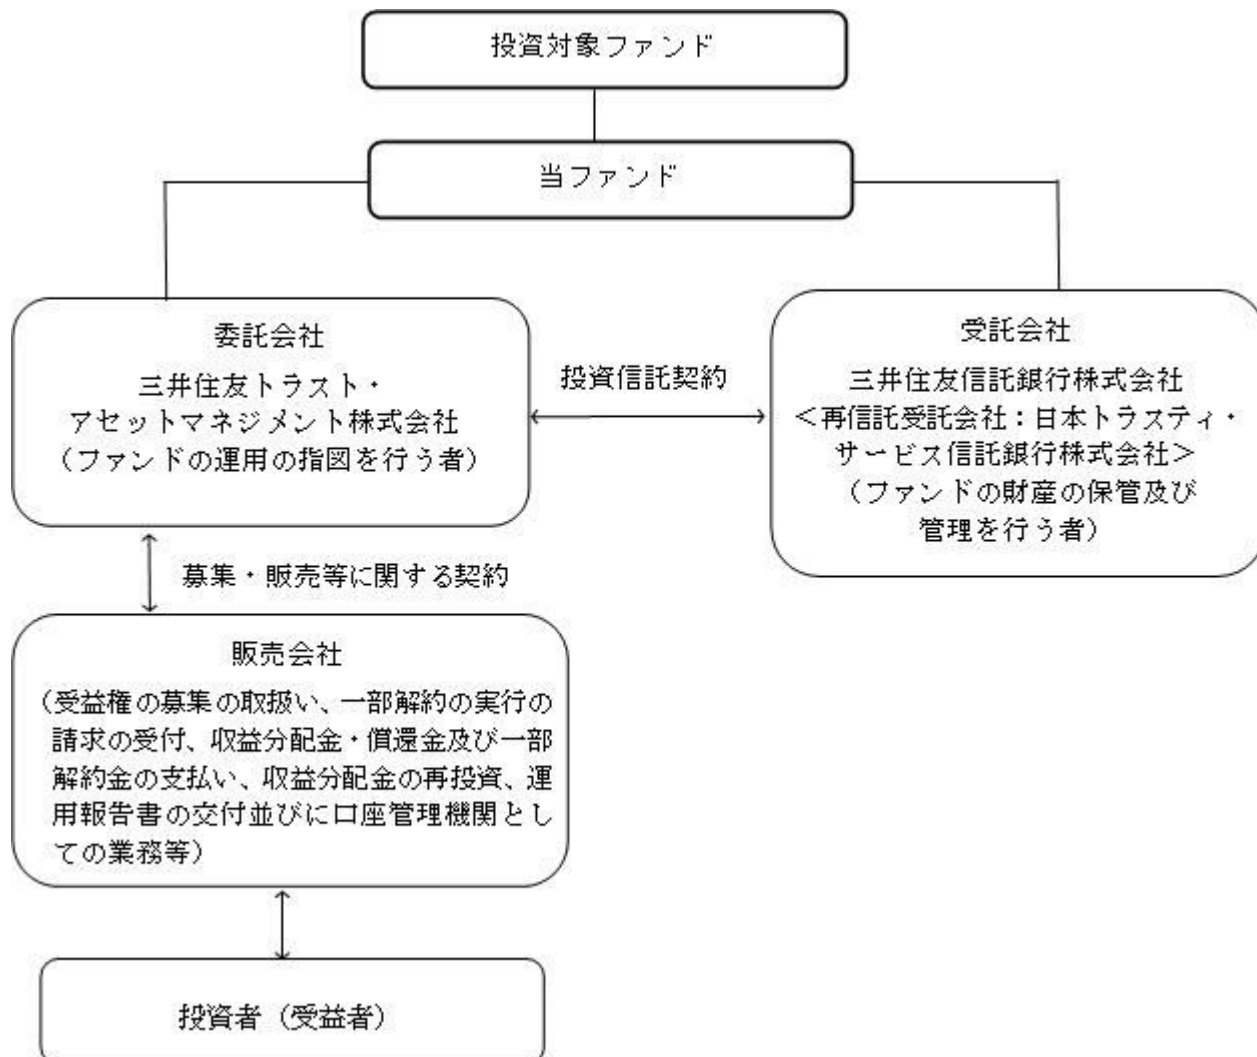 投資対象ファンド
当ファンド
委託会社
三井住友トラスト・
アセットマネジメント株式会社
（ファンドの運用の指図を行う者）
投資信託契約
受託会社
三井住友信託銀行株式会社
＜再信託受託会社：日本トラスティ・
サービス信託銀行株式会社＞
（ファンドの財産の保管及び
管理を行う者）
募集・販売等に関する契約
販売会社
（受益権の募集の取扱い、一部解約の実行の
請求の受付、収益分配金・償還金及び一部
解約金の支払い、収益分配金の再投資、運
用報告書の交付並びに口座管理機関とし
ての業務等）
投資者（受益者）